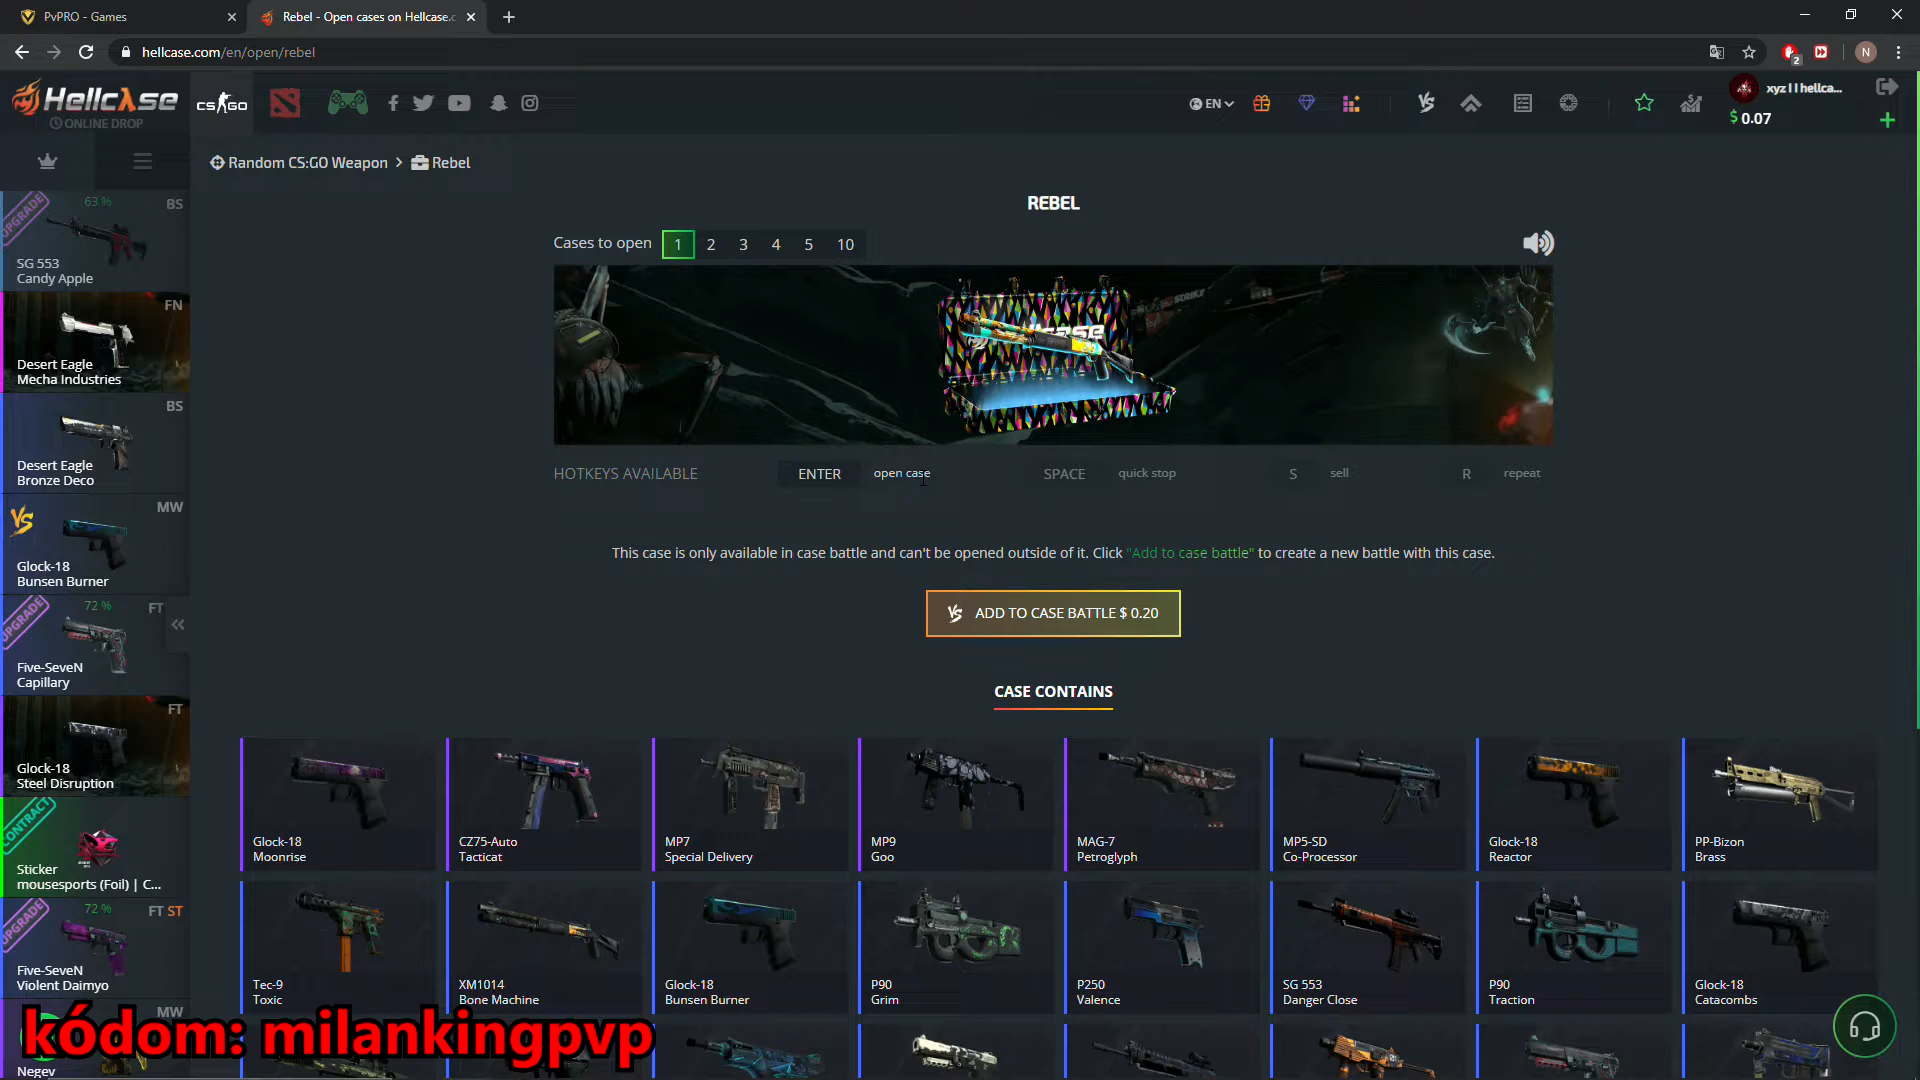 PvPRO - Games
Rebel - Open cases on Hellcase.c
hellcase.com/en/open/rebel
2
N
Hellcase
ONLINE DROP
CS GO
EN
xyz l l hellca...
$ 0.07
Random CS:GO Weapon > Rebel
REBEL
Cases to open 1 2 3 4 5 10
UPGRADE
63 %
BS
SG 553
Candy Apple
FN
Desert Eagle
Mecha Industries
BS
Desert Eagle
Bronze Deco
VS
MW
Glock-18
Bunsen Burner
UPGRADE
72 %
FT
Five-SeveN
Capillary
FT
Glock-18
Steel Disruption
CONTRACT
Sticker
mousesports (Foil) | C...
UPGRADE
72 %
FT ST
Five-SeveN
Violent Daimyo
MW
Negev
HOTKEYS AVAILABLE ENTER open case SPACE quick stop S sell R repeat
This case is only available in case battle and can't be opened outside of it. Click "Add to case battle" to create a new battle with this case.
VS ADD TO CASE BATTLE $ 0.20
CASE CONTAINS
Glock-18
Moonrise
CZ75-Auto
Tacticat
MP7
Special Delivery
MP9
Goo
MAG-7
Petroglyph
MP5-SD
Co-Processor
Glock-18
Reactor
PP-Bizon
Brass
Tec-9
Toxic
XM1014
Bone Machine
Glock-18
Bunsen Burner
P90
Grim
P250
Valence
SG 553
Danger Close
P90
Traction
Glock-18
Catacombs
kódom: milankingpvp